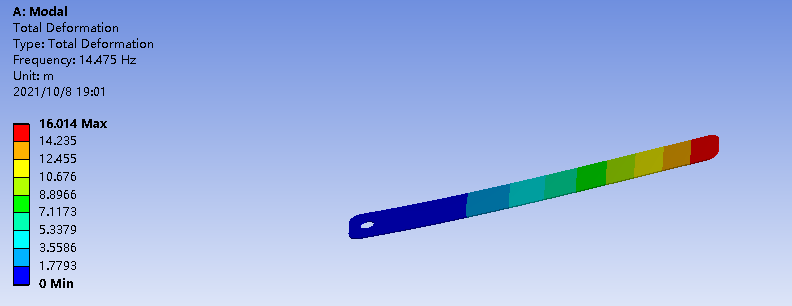 A: Modal
Total Deformation
Type: Total Deformation
Frequency: 14.475 Hz
Unit: m
2021/10/8 19:01
16.014 Max
14.235
12.455
10.676
8.8966
7.1173
5.3379
3.5586
1.7793
0 Min